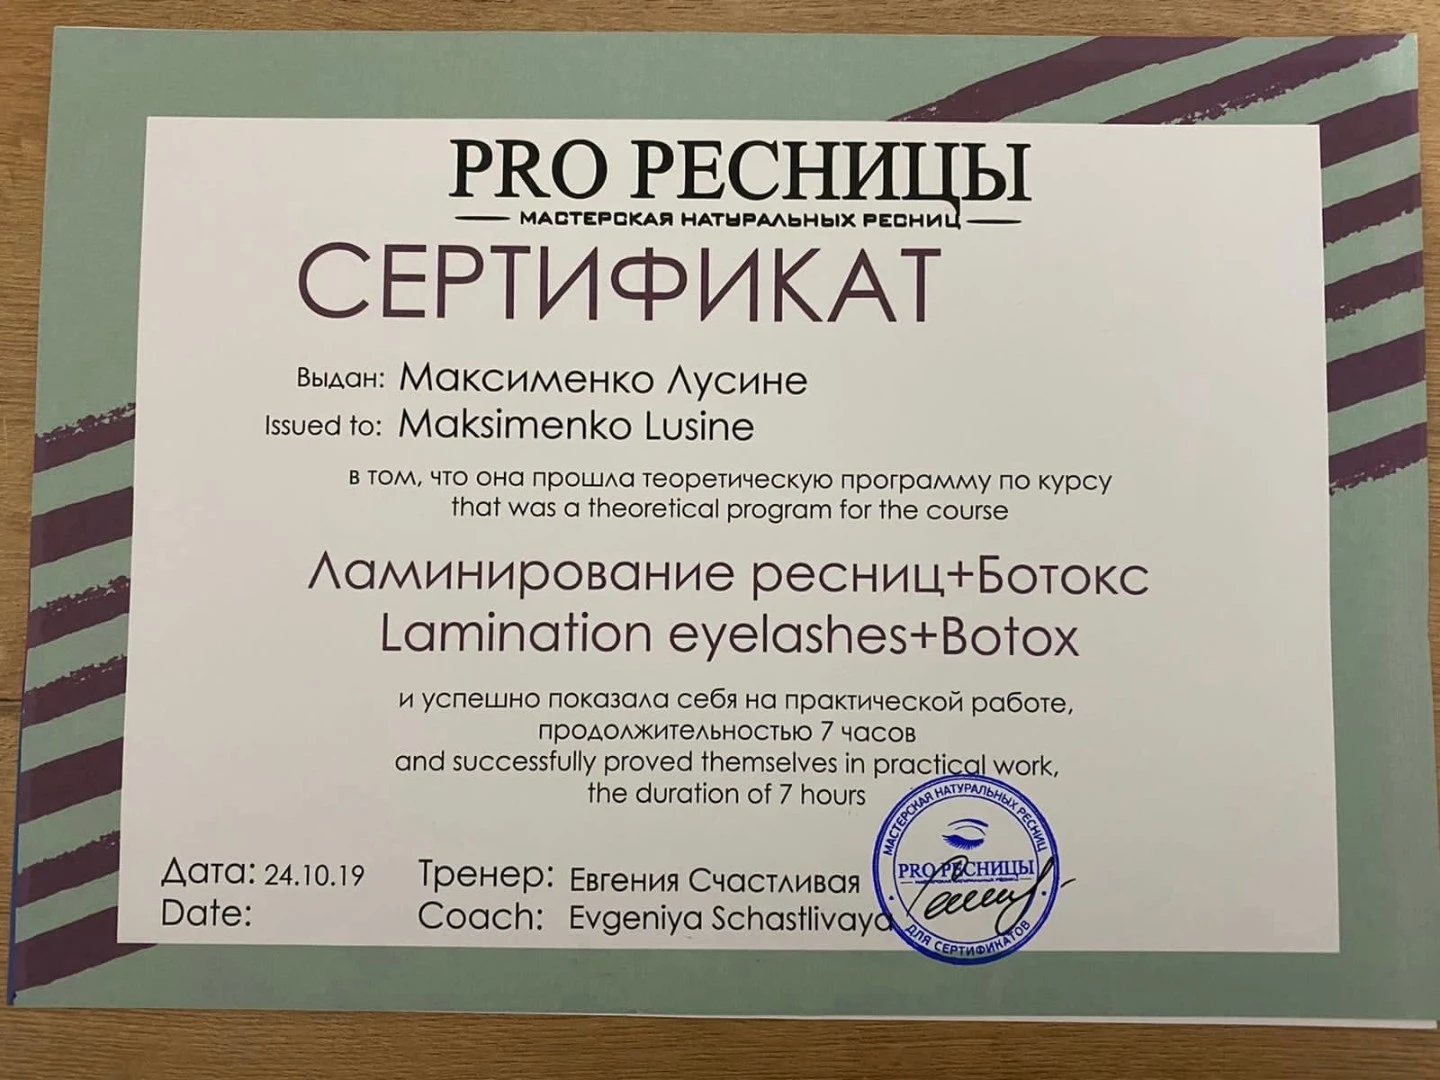 PRO РЕСНИЦЫ
МАСТЕРСКАЯ НАТУРАЛЬНЫХ РЕСНИЦ
СЕРТИФИКАТ
Выдан: Максименко Лусине
Issued to: Maksimenko Lusine
в том, что она прошла теоретическую программу по курсу
that was a theoretical program for the course
Ламинирование ресниц+Ботокс
Lamination eyelashes+Botox
и успешно показала себя на практической работе,
продолжительностью 7 часов
and successfully proved themselves in practical work,
the duration of 7 hours
Дата: 24.10.19 Тренер: Евгения Счастливая
Date: Coach: Evgeniya Schastlivaya
МАСТЕРСКАЯ НАТУРАЛЬНЫХ РЕСНИЦ
PRO РЕСНИЦЫ
ДЛЯ СЕРТИФИКАТОВ